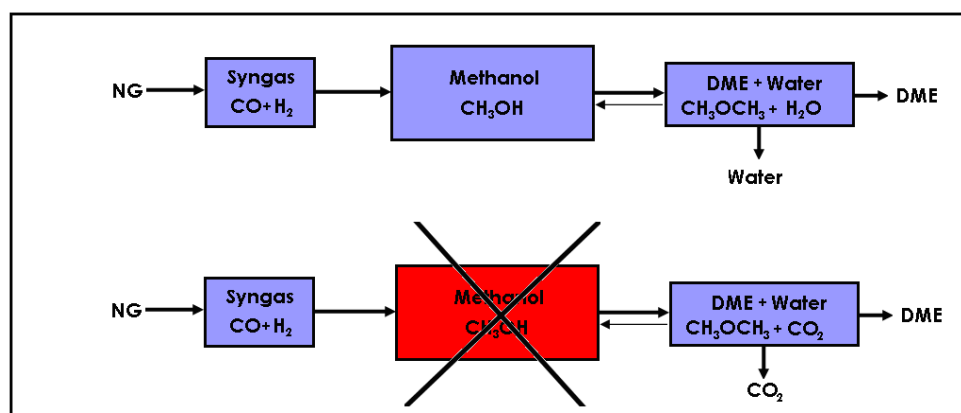 Syngas
CO+H₂
NG
Methanol
CH₃OH
DME + Water
CH₃OCH₃ + H₂O
DME
Water
Syngas
CO+H₂
NG
Methanol
CH₃OH
DME + Water
CH₃OCH₃ + CO₂
DME
CO₂